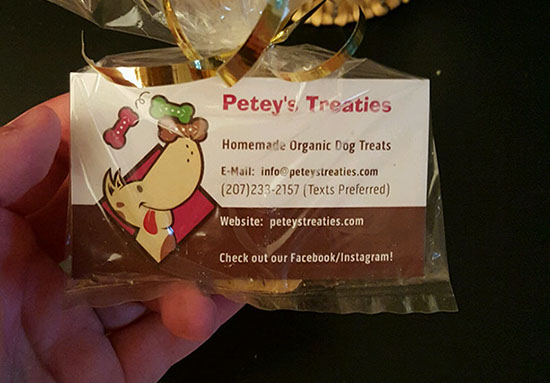 Petey's Treaties
Homemade Organic Dog Treats
E-Mail: info@peteystreaties.com
(207)233-2157 (Texts Preferred)
Website: peteystreaties.com
Check out our Facebook/Instagram!